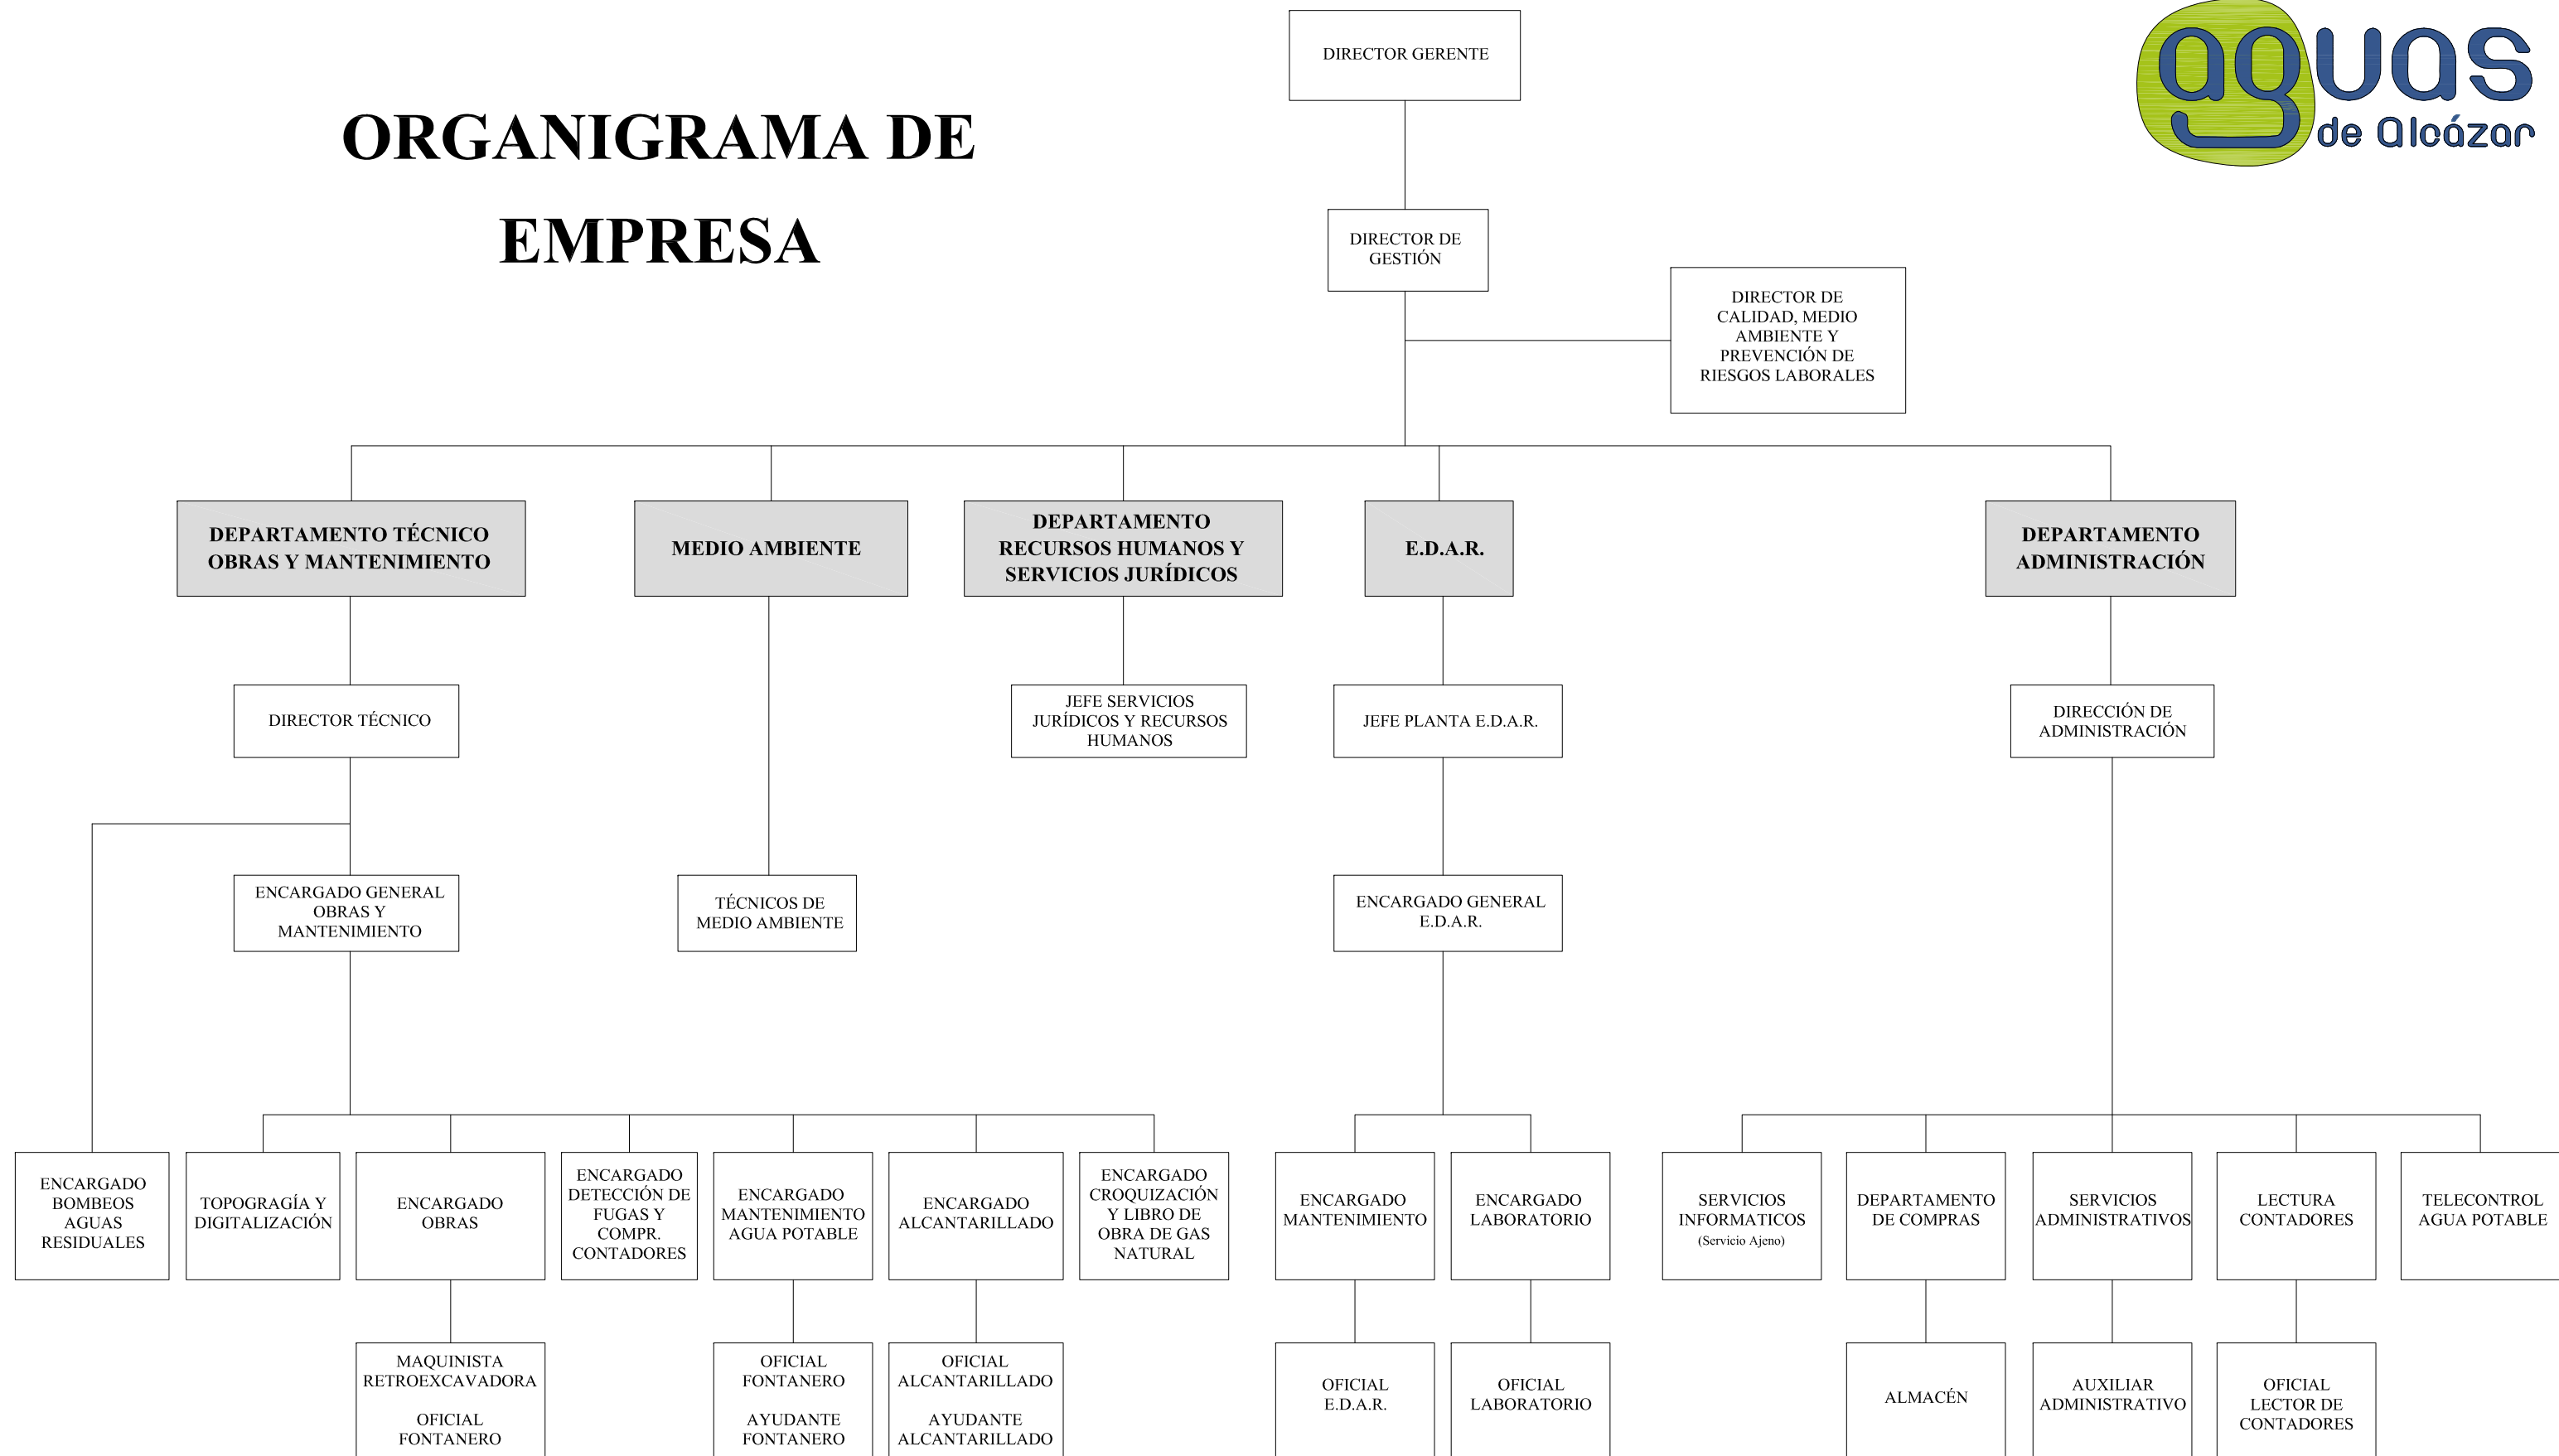 DIRECTOR GERENTE
aguas
de alcázar
ORGANIGRAMA DE
EMPRESA
DIRECTOR DE
GESTIÓN
DIRECTOR DE
CALIDAD, MEDIO
AMBIENTE Y
PREVENCIÓN DE
RIESGOS LABORALES
DEPARTAMENTO TÉCNICO
OBRAS Y MANTENIMIENTO
MEDIO AMBIENTE
DEPARTAMENTO
RECURSOS HUMANOS Y
SERVICIOS JURÍDICOS
E.D.A.R.
DEPARTAMENTO
ADMINISTRACIÓN
DIRECTOR TÉCNICO
JEFE SERVICIOS
JURÍDICOS Y RECURSOS
HUMANOS
JEFE PLANTA E.D.A.R.
DIRECCIÓN DE
ADMINISTRACIÓN
ENCARGADO GENERAL
OBRAS Y
MANTENIMIENTO
TÉCNICOS DE
MEDIO AMBIENTE
ENCARGADO GENERAL
E.D.A.R.
ENCARGADO
BOMBEOS
AGUAS
RESIDUALES
TOPOGRAGÍA Y
DIGITALIZACIÓN
ENCARGADO
OBRAS
ENCARGADO
DETECCIÓN DE
FUGAS Y
COMPR.
CONTADORES
ENCARGADO
MANTENIMIENTO
AGUA POTABLE
ENCARGADO
ALCANTARILLADO
ENCARGADO
CROQUIZACIÓN
Y LIBRO DE
OBRA DE GAS
NATURAL
ENCARGADO
MANTENIMIENTO
ENCARGADO
LABORATORIO
SERVICIOS
INFORMATICOS
(Servicio Ajeno)
DEPARTAMENTO
DE COMPRAS
SERVICIOS
ADMINISTRATIVOS
LECTURA
CONTADORES
TELECONTROL
AGUA POTABLE
MAQUINISTA
RETROEXCAVADORA
OFICIAL
FONTANERO
OFICIAL
FONTANERO
AYUDANTE
FONTANERO
OFICIAL
ALCANTARILLADO
AYUDANTE
ALCANTARILLADO
OFICIAL
E.D.A.R.
OFICIAL
LABORATORIO
ALMACÉN
AUXILIAR
ADMINISTRATIVO
OFICIAL
LECTOR DE
CONTADORES